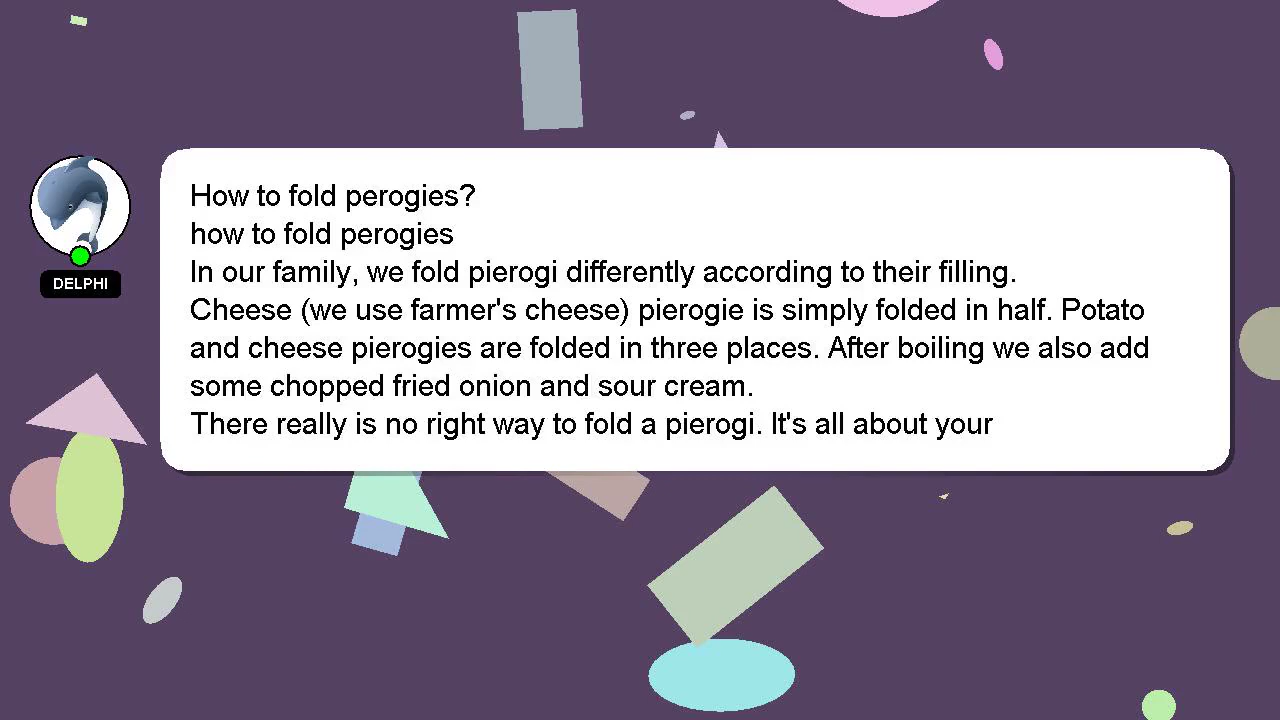 How to fold perogies?
how to fold perogies
In our family, we fold pierogi differently according to their filling.
Cheese (we use farmer's cheese) pierogie is simply folded in half. Potato
and cheese pierogies are folded in three places. After boiling we also add
some chopped fried onion and sour cream.
There really is no right way to fold a pierogi. It's all about your
DELPHI